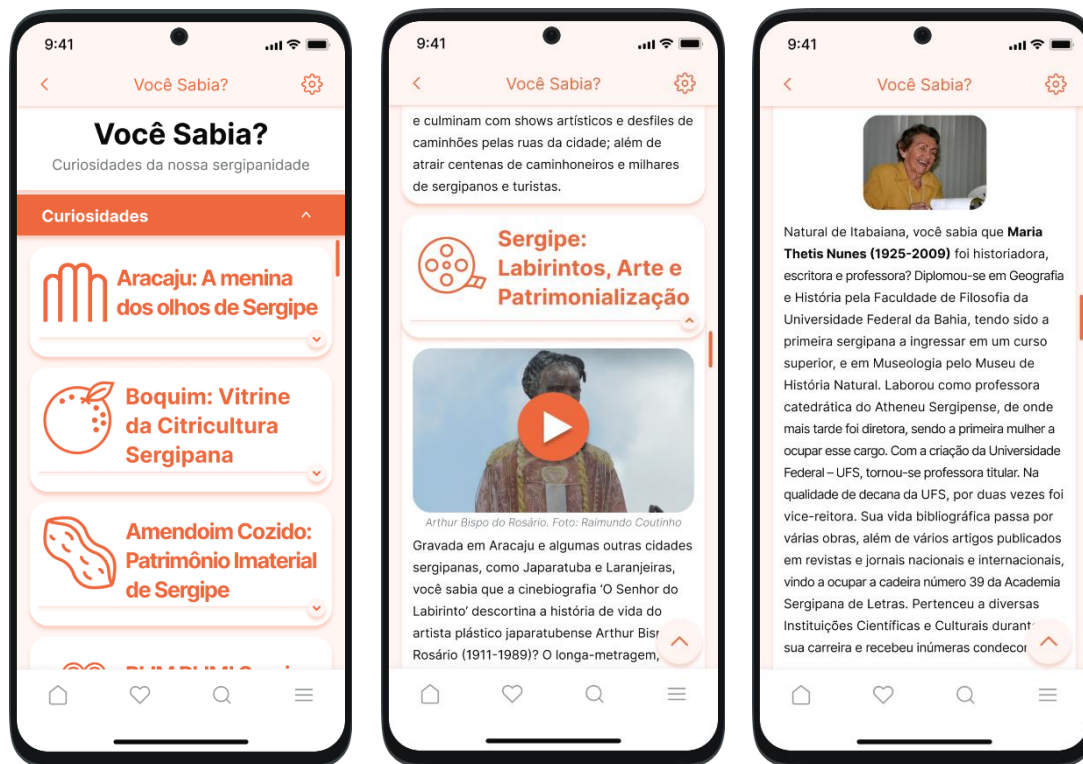 9:41
Você Sabia?
Você Sabia?
Curiosidades da nossa sergipanidade
Curiosidades
Aracaju: A menina
dos olhos de Sergipe
Boquim: Vitrine
da Citricultura
Sergipana
Amendoim Cozido:
Patrimônio Imaterial
de Sergipe
9:41
Você Sabia?
e culminam com shows artísticos e desfiles de
caminhões pelas ruas da cidade; além de
atrair centenas de caminhoneiros e milhares
de sergipanos e turistas.
Sergipe:
Labirintos, Arte e
Patrimonialização
Arthur Bispo do Rosário. Foto: Raimundo Coutinho
Gravada em Aracaju e algumas outras cidades
sergipanas, como Japaratuba e Laranjeiras,
você sabia que a cinebiografia ‘O Senhor do
Labirinto’ descortina a história de vida do
artista plástico japaratubense Arthur Bispo
Rosário (1911-1989)? O longa-metragem,
9:41
Você Sabia?
Natural de Itabaiana, você sabia que Maria
Thetis Nunes (1925-2009) foi historiadora,
escritora e professora? Diplomou-se em Geografia
e História pela Faculdade de Filosofia da
Universidade Federal da Bahia, tendo sido a
primeira sergipana a ingressar em um curso
superior, e em Museologia pelo Museu de
História Natural. Laborou como professora
catedrática do Atheneu Sergipense, de onde
mais tarde foi diretora, sendo a primeira mulher a
ocupar esse cargo. Com a criação da Universidade
Federal – UFS, tornou-se professora titular. Na
qualidade de decana da UFS, por duas vezes foi
vice-reitora. Sua vida bibliográfica passa por
várias obras, além de vários artigos publicados
em revistas e jornais nacionais e internacionais,
vindo a ocupar a cadeira número 39 da Academia
Sergipana de Letras. Pertenceu a diversas
Instituições Científicas e Culturais durant
sua carreira e recebeu inúmeras condecor